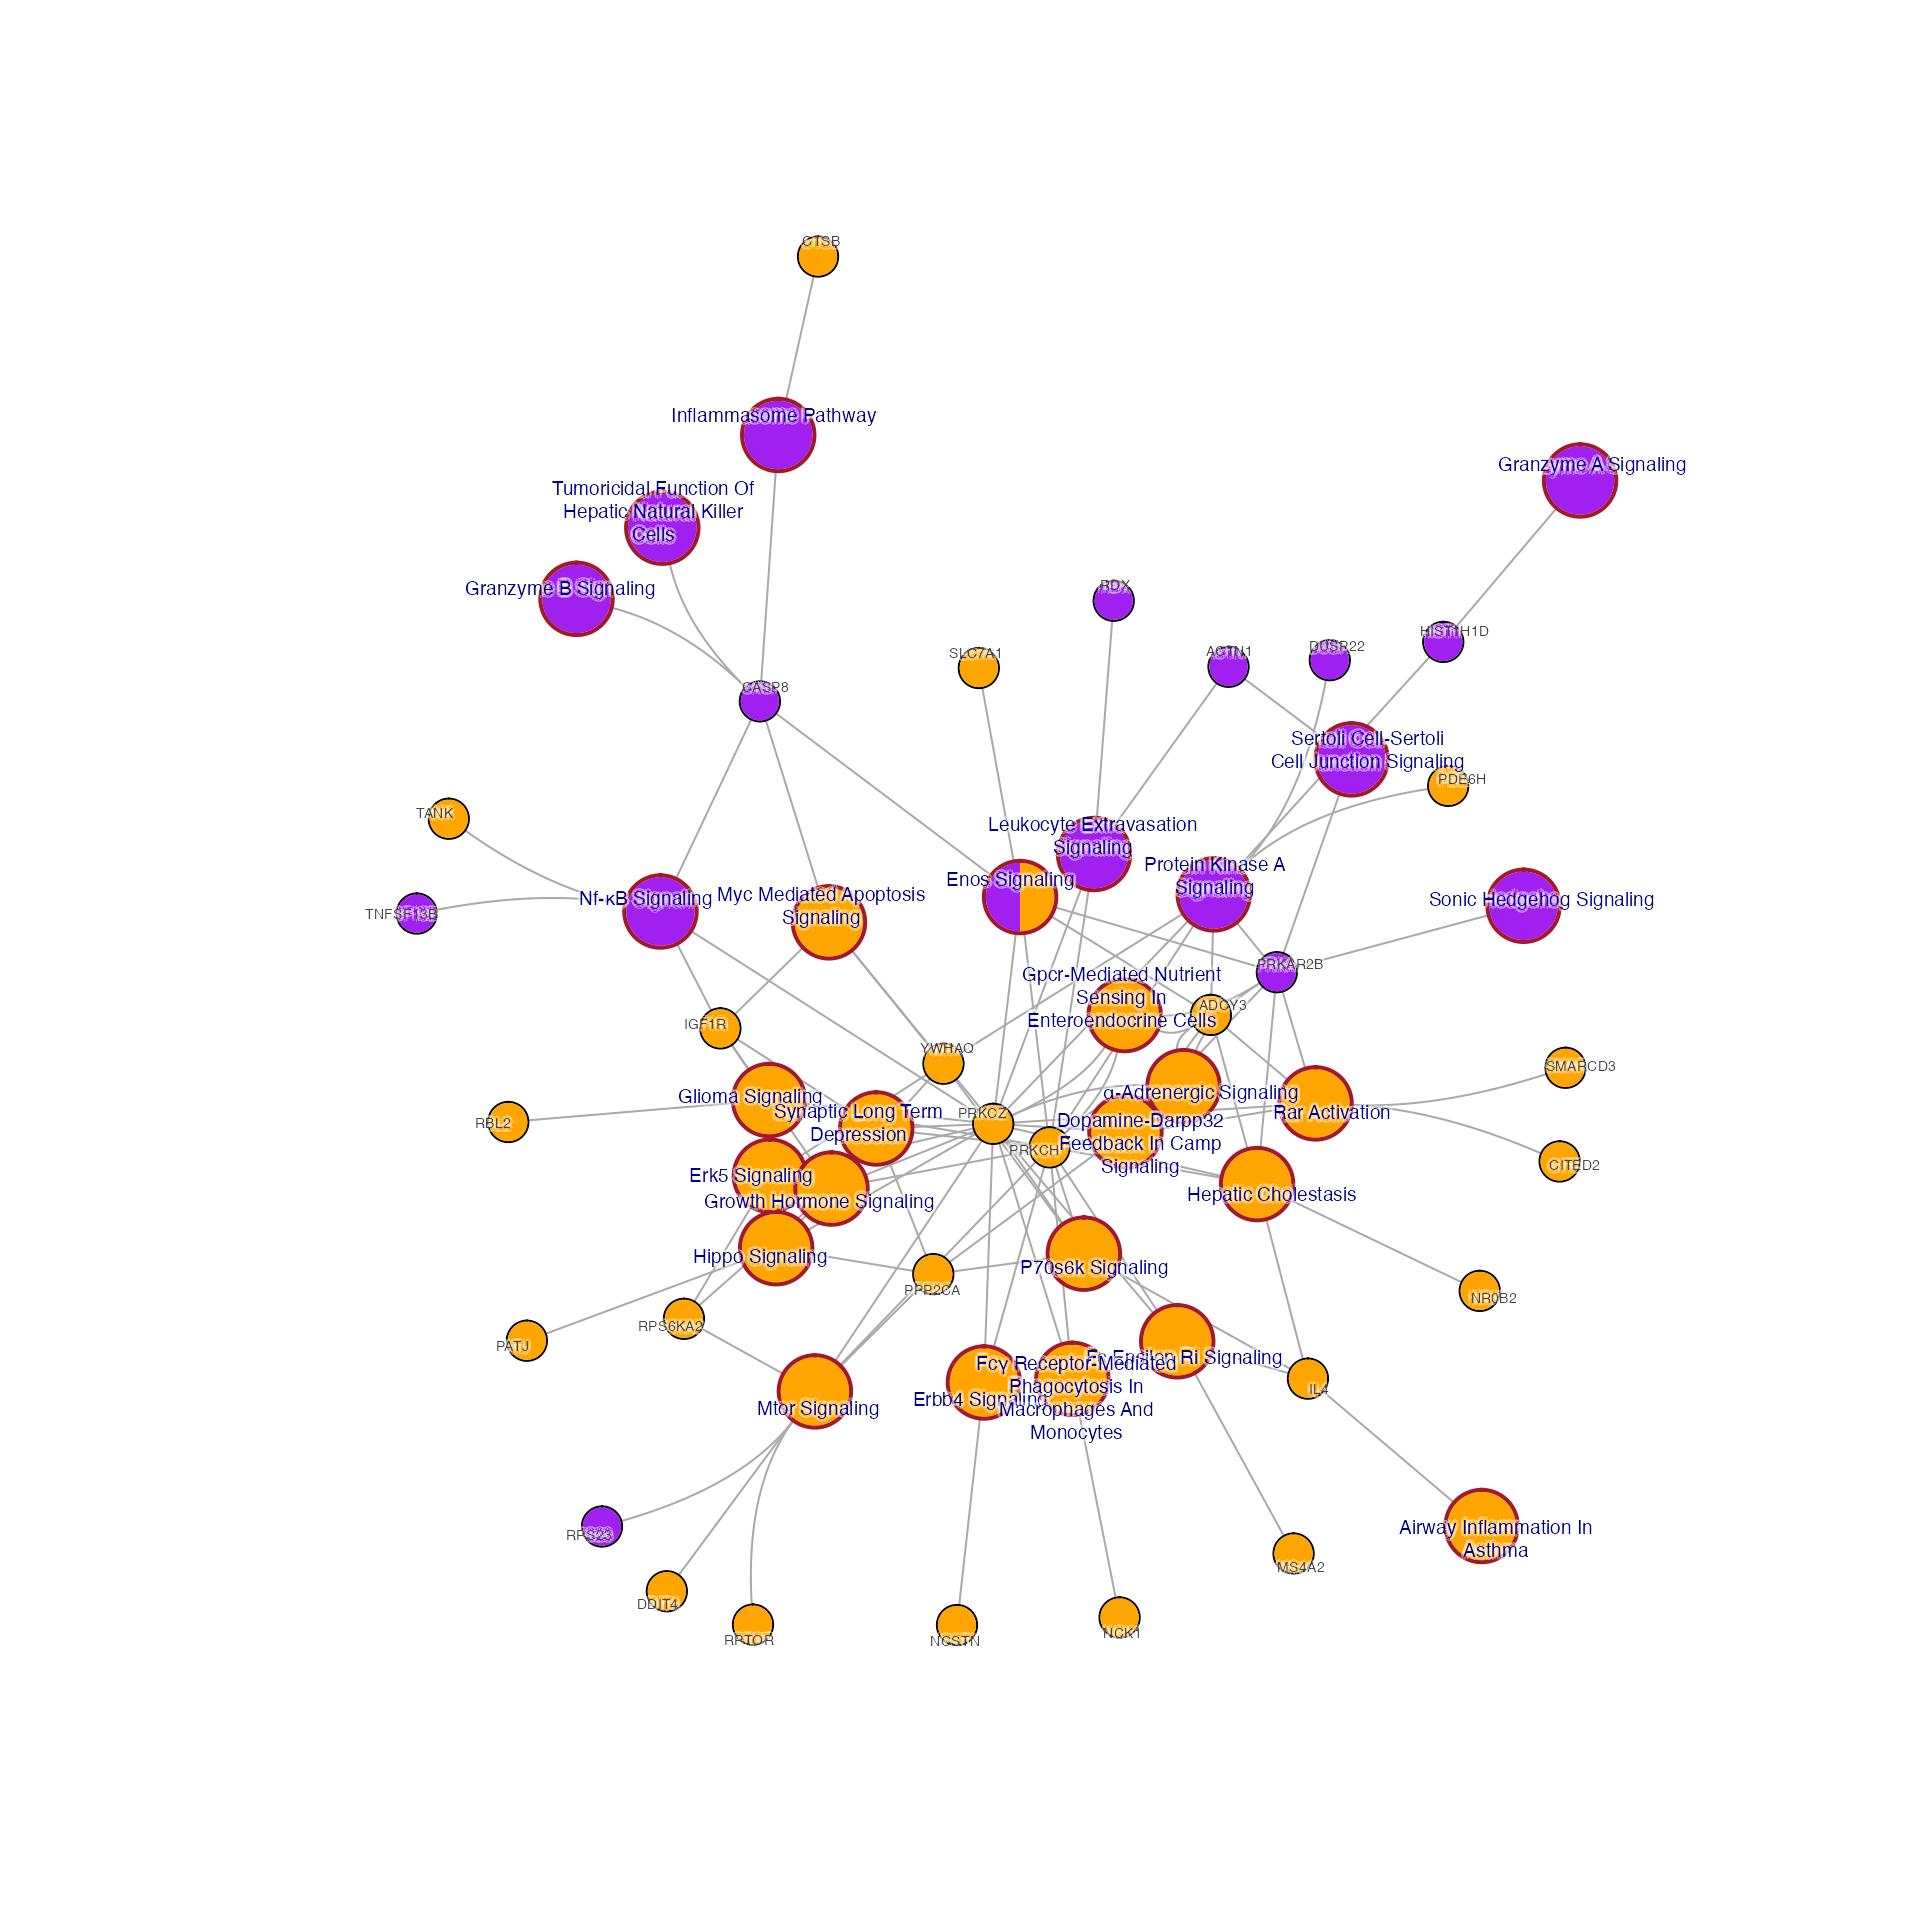 CTSB
Inflammasome Pathway
Granzyme A Signaling
Tumoricidal Function Of
Hepatic Natural Killer
Cells
Granzyme B Signaling
RDX
HIST1H1D
SLC7A1
ACTN1
DUSP22
CASP8
Sertoli Cell-Sertoli
Cell Junction Signaling
PDE6H
TANK
Leukocyte Extravasation
Signaling
Protein Kinase A
Signaling
Enos Signaling
Nf-κB Signaling
Myc Mediated Apoptosis
Signaling
Sonic Hedgehog Signaling
TNFSF13B
PRKAR2B
Gpcr-Mediated Nutrient
Sensing In
Enteroendocrine Cells
ADCY3
IGF1R
YWHAQ
SMARCD3
Glioma Signaling
α-Adrenergic Signaling
Synaptic Long Term
Depression
PRKCZ
Rar Activation
RBL2
Dopamine-Darpp32
Feedback In Camp
Signaling
PRKCH
CITED2
Erk5 Signaling
Growth Hormone Signaling
Hepatic Cholestasis
Hippo Signaling
P70s6k Signaling
PPP2CA
NR0B2
RPS6KA2
PATJ
Fc Epsilon Ri Signaling
Fcγ Receptor-Mediated
Phagocytosis In
Macrophages And
Monocytes
Erbb4 Signaling
IL4
Mtor Signaling
Airway Inflammation In
Asthma
RPS23
MS4A2
DDIT4
RPTOR
NCSTN
NCK1